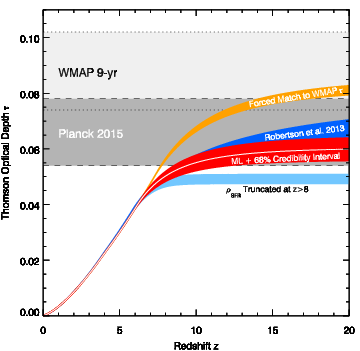 0.10
0.08
0.06
0.04
0.02
0.00
Thomson Optical Depth τ
WMAP 9-yr
Planck 2015
Forced Match to WMAP τ
Robertson et al. 2013
ML + 68% Credibility Interval
ρSFR Truncated at z>8
0 5 10 15 20
Redshift z